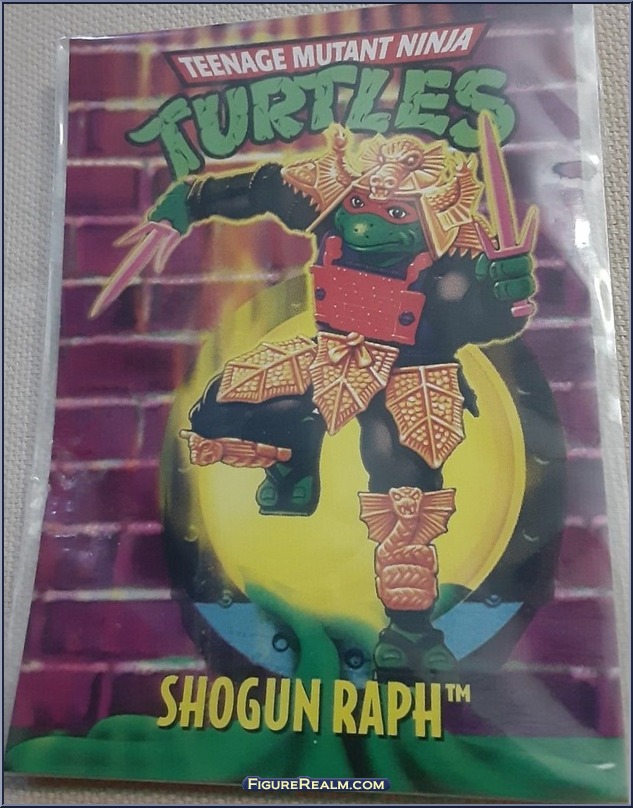 TEENAGE MUTANT NINJA
TURTLES
SHOGUN RAPH™
FIGUREREALM.COM